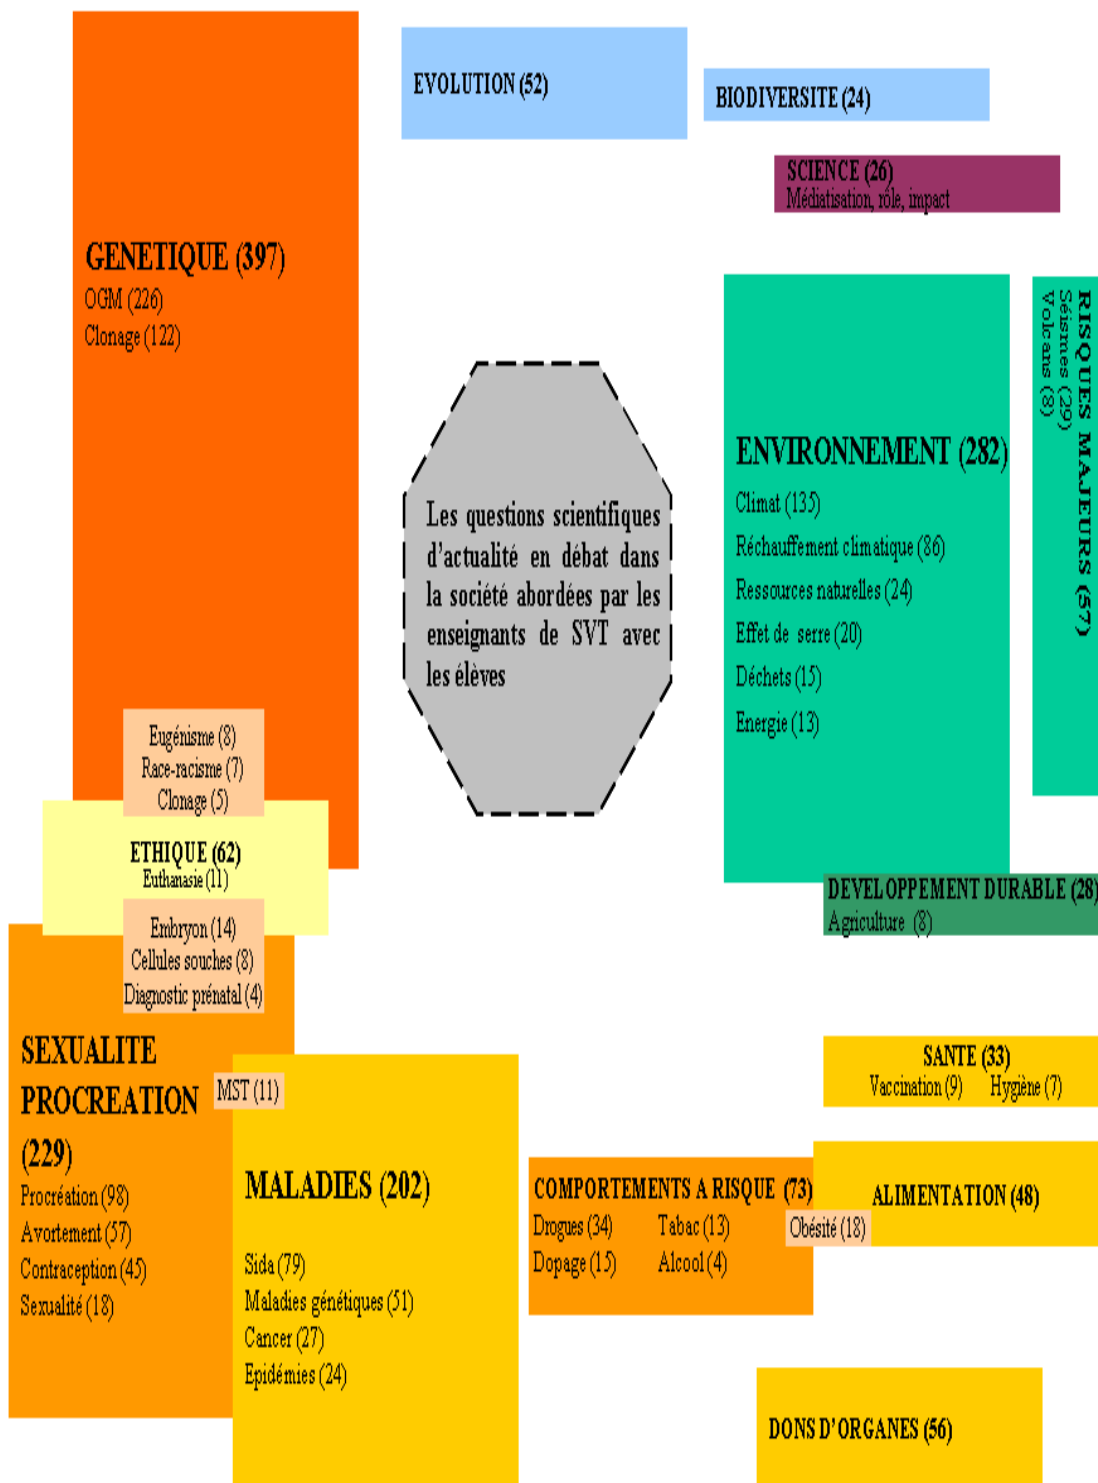 EVOLUTION (52)
BIODIVERSITE (24)
SCIENCE (26)
Médiatisation, rôle, impact
GENETIQUE (397)
OGM (226)
Clonage (122)
RISQUES MAJEURS (57)
Séismes (29)
Volcans (8)
ENVIRONNEMENT (282)
Climat (135)
Réchauffement climatique (86)
Ressources naturelles (24)
Effet de serre (20)
Déchets (15)
Energie (13)
Les questions scientifiques
d’actualité en débat dans
la société abordées par les
enseignants de SVT avec
les élèves
Eugénisme (8)
Race-racisme (7)
Clonage (5)
ETHIQUE (62)
Euthanasie (11)
Embryon (14)
Cellules souches (8)
Diagnostic prénatal (4)
DEVELOPPEMENT DURABLE (28)
Agriculture (8)
SEXUALITE
PROCREATION
(229)
Procréation (98)
Avortement (57)
Contraception (45)
Sexualité (18)
MST (11)
MALADIES (202)
Sida (79)
Maladies génétiques (51)
Cancer (27)
Epidémies (24)
SANTE (33)
Vaccination (9) Hygiène (7)
COMPORTEMENTS A RISQUE (73)
Drogues (34) Tabac (13)
Dopage (15) Alcool (4)
Obésité (18)
ALIMENTATION (48)
DONS D’ORGANES (56)